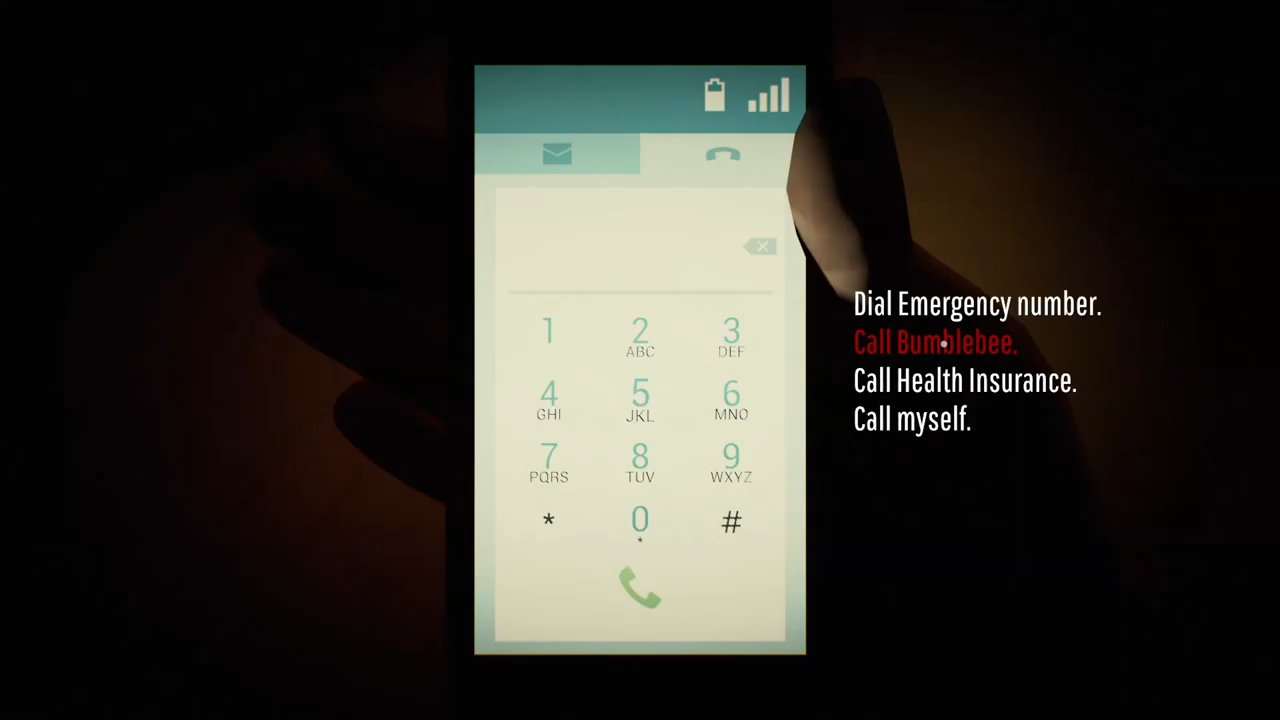 1
2
ABC
3
DEF
4
GHI
5
JKL
6
MNO
7
PQRS
8
TUV
9
WXYZ
*
0
*
#
Dial Emergency number.
Call Bumblebee.
Call Health Insurance.
Call myself.